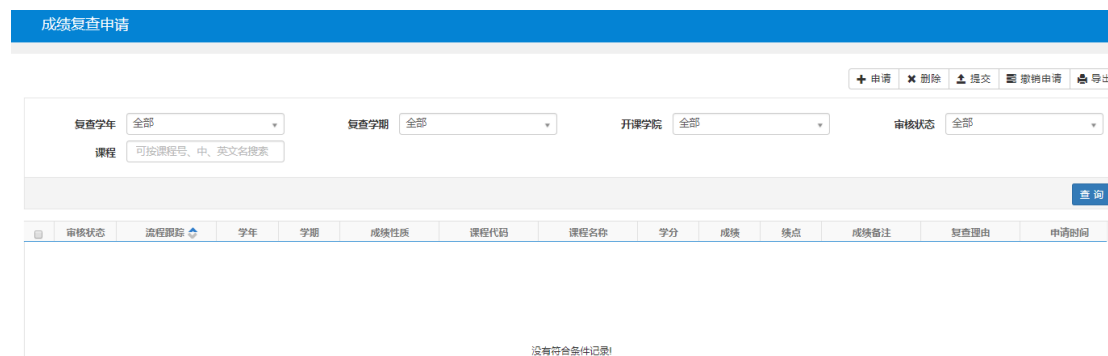 成绩复查申请
申请 删除 提交 撤销申请 导出
复查学年 全部 复查学期 全部 开课学院 全部 审核状态 全部
课程 可按课程号、中、英文名搜索
查 询
审核状态 流程跟踪 学年 学期 成绩性质 课程代码 课程名称 学分 成绩 绩点 成绩备注 复查理由 申请时间
没有符合条件记录!